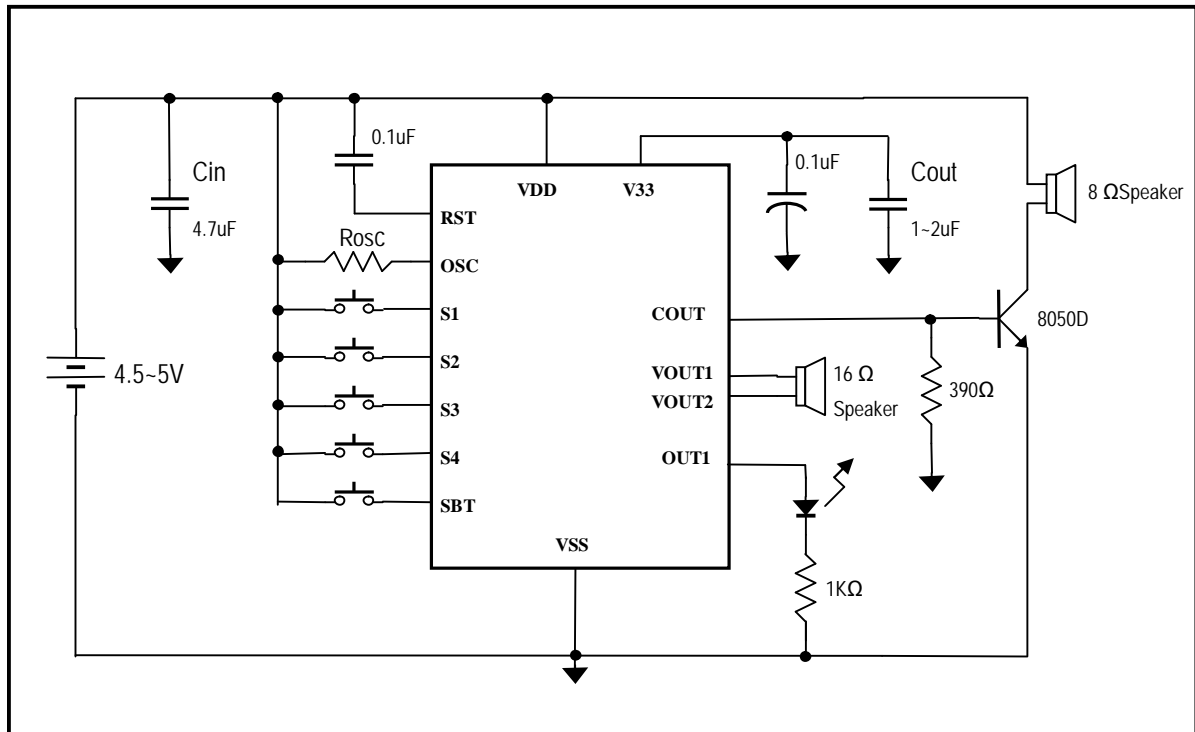 0.1uF
Cin
4.7uF
VDD
V33
0.1uF
Cout
1~2uF
8 ΩSpeaker
RST
Rosc
OSC
S1
COUT
8050D
S2
4.5~5V
VOUT1
16 Ω
VOUT2
Speaker
390Ω
S3
S4
OUT1
SBT
VSS
1KΩ